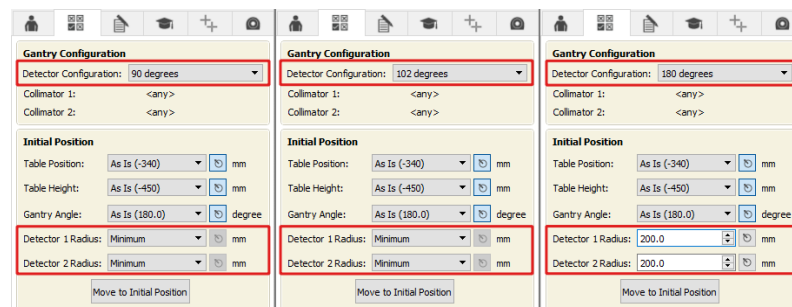 Gantry Configuration
Detector Configuration: 90 degrees
Collimator 1: <any>
Collimator 2: <any>
Initial Position
Table Position: As Is (-340) mm
Table Height: As Is (-450) mm
Gantry Angle: As Is (180.0) degree
Detector 1 Radius: Minimum mm
Detector 2 Radius: Minimum mm
Move to Initial Position
Gantry Configuration
Detector Configuration: 102 degrees
Collimator 1: <any>
Collimator 2: <any>
Initial Position
Table Position: As Is (-340) mm
Table Height: As Is (-450) mm
Gantry Angle: As Is (180.0) degree
Detector 1 Radius: Minimum mm
Detector 2 Radius: Minimum mm
Move to Initial Position
Gantry Configuration
Detector Configuration: 180 degrees
Collimator 1: <any>
Collimator 2: <any>
Initial Position
Table Position: As Is (-340) mm
Table Height: As Is (-450) mm
Gantry Angle: As Is (180.0) degree
Detector 1 Radius: 200.0 mm
Detector 2 Radius: 200.0 mm
Move to Initial Position